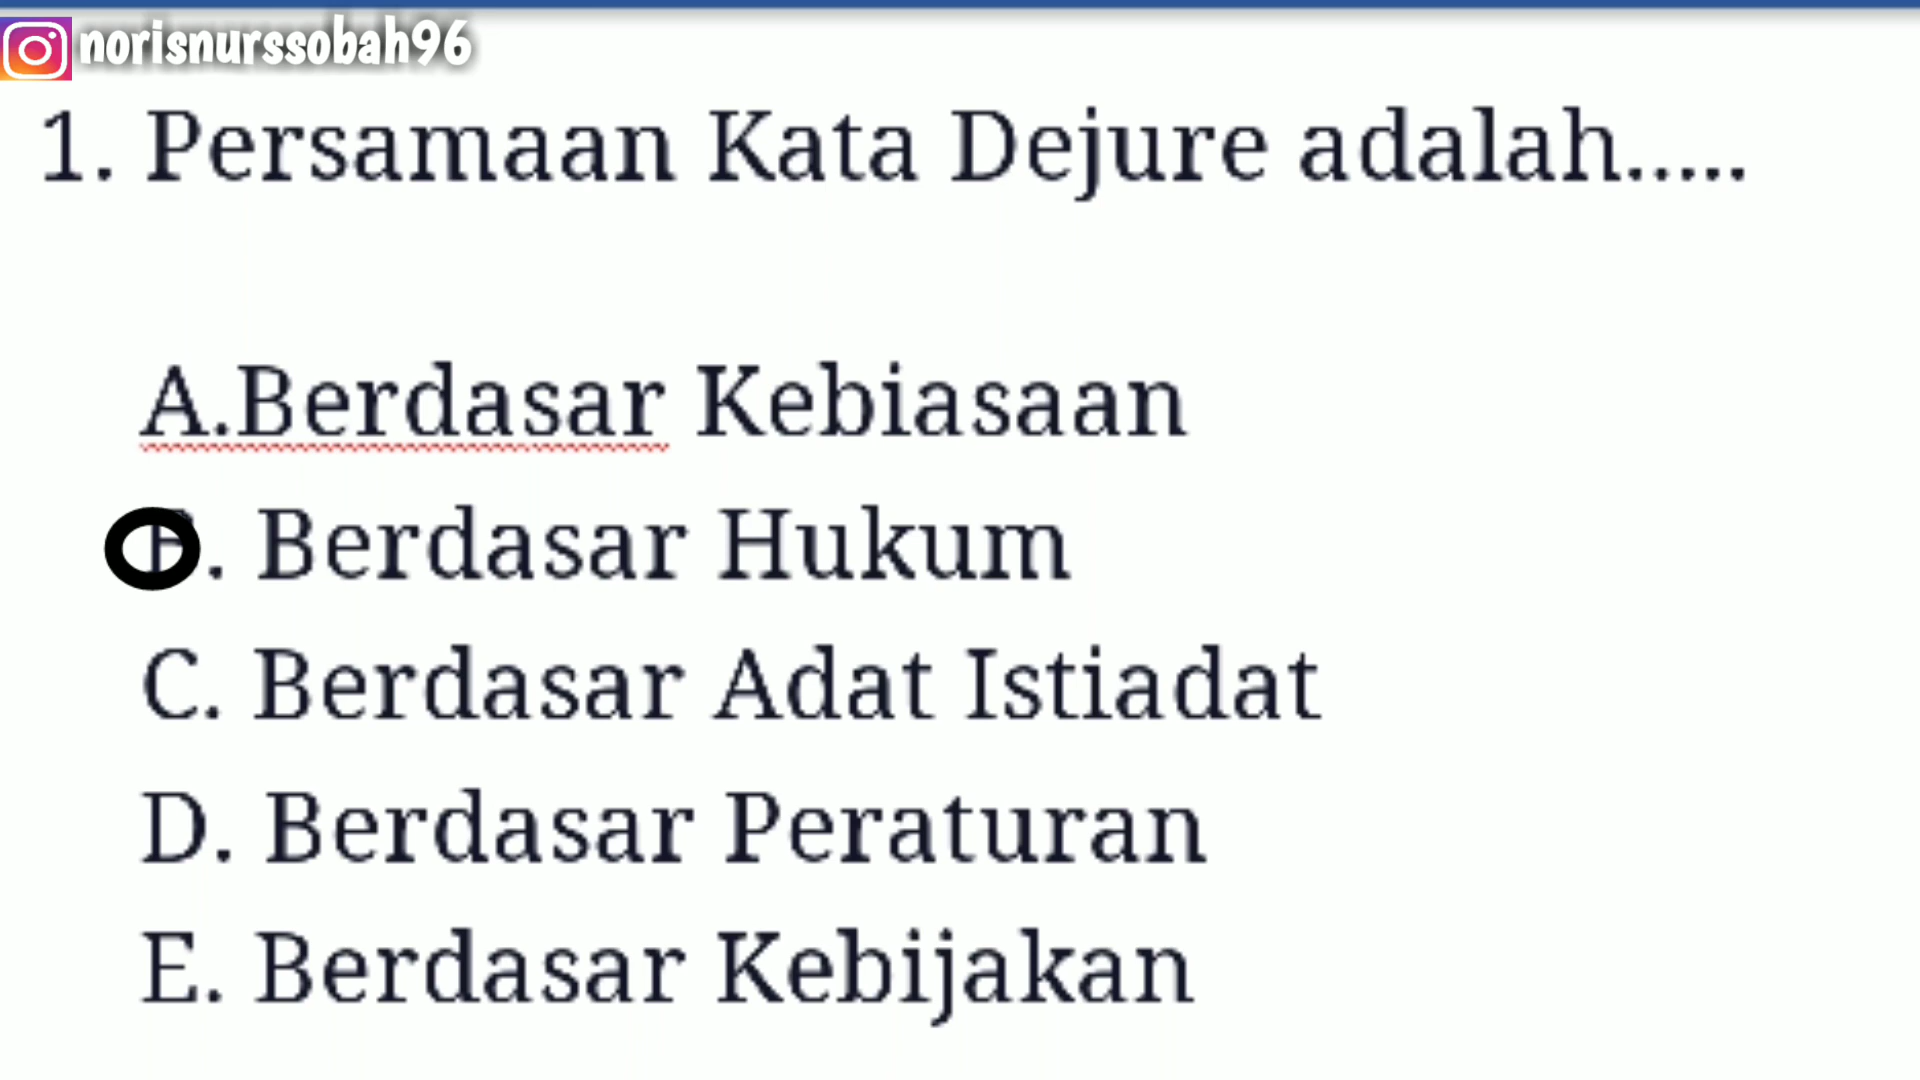 norisnurssobah96
1. Persamaan Kata Dejure adalah.....
A.Berdasar Kebiasaan
B. Berdasar Hukum
C. Berdasar Adat Istiadat
D. Berdasar Peraturan
E. Berdasar Kebijakan